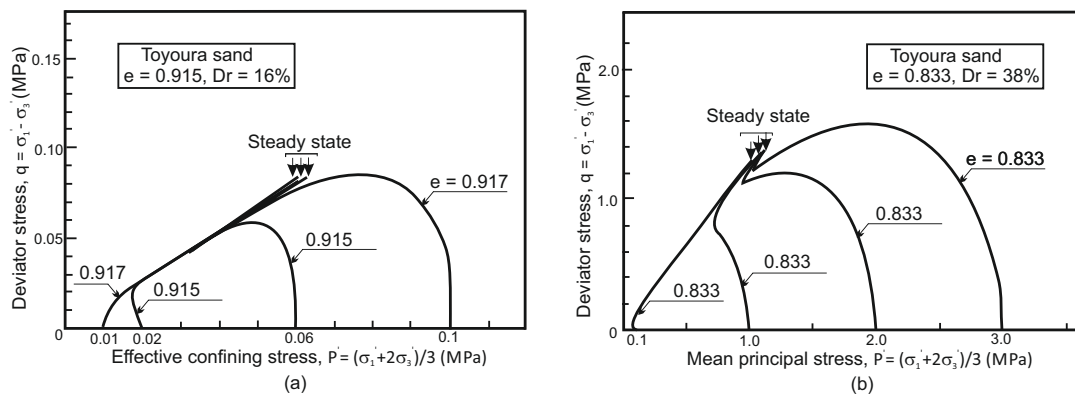 Deviator stress, q = σ₁' - σ₃' (MPa)
0.15
0.10
0.05
0
Toyoura sand
e = 0.915, Dr = 16%
Steady state
e = 0.917
0.915
0.917
0.915
0.01 0.02 0.06 0.1
Effective confining stress, P' = (σ₁'+2σ₃')/3 (MPa)
(a)
Deviator stress, q = σ₁' - σ₃' (MPa)
2.0
1.0
0
Toyoura sand
e = 0.833, Dr = 38%
Steady state
e = 0.833
0.833
0.833
0.833
0.1 1.0 2.0 3.0
Mean principal stress, P' = (σ₁'+2σ₃')/3 (MPa)
(b)